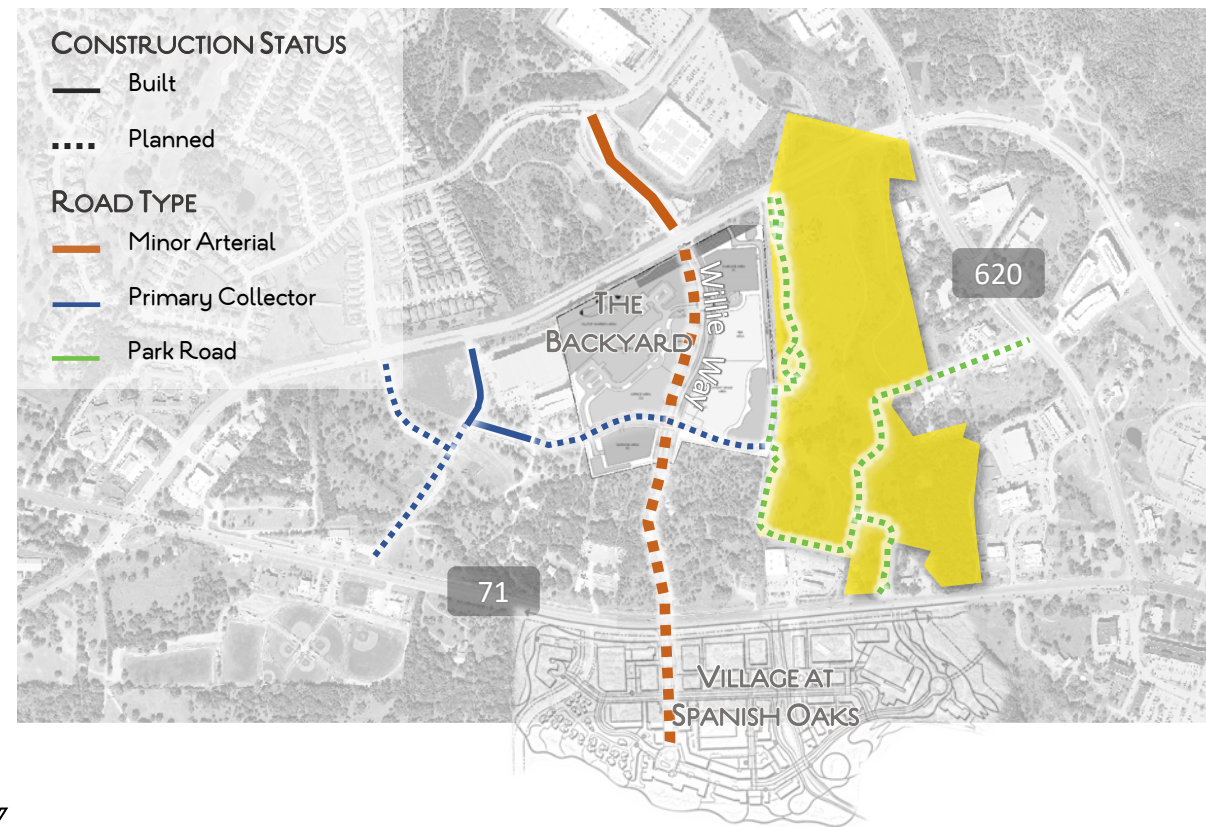 CONSTRUCTION STATUS
Built
Planned
ROAD TYPE
Minor Arterial
Primary Collector
Park Road
620
THE
BACKYARD
Willie Way
71
VILLAGE AT
SPANISH OAKS